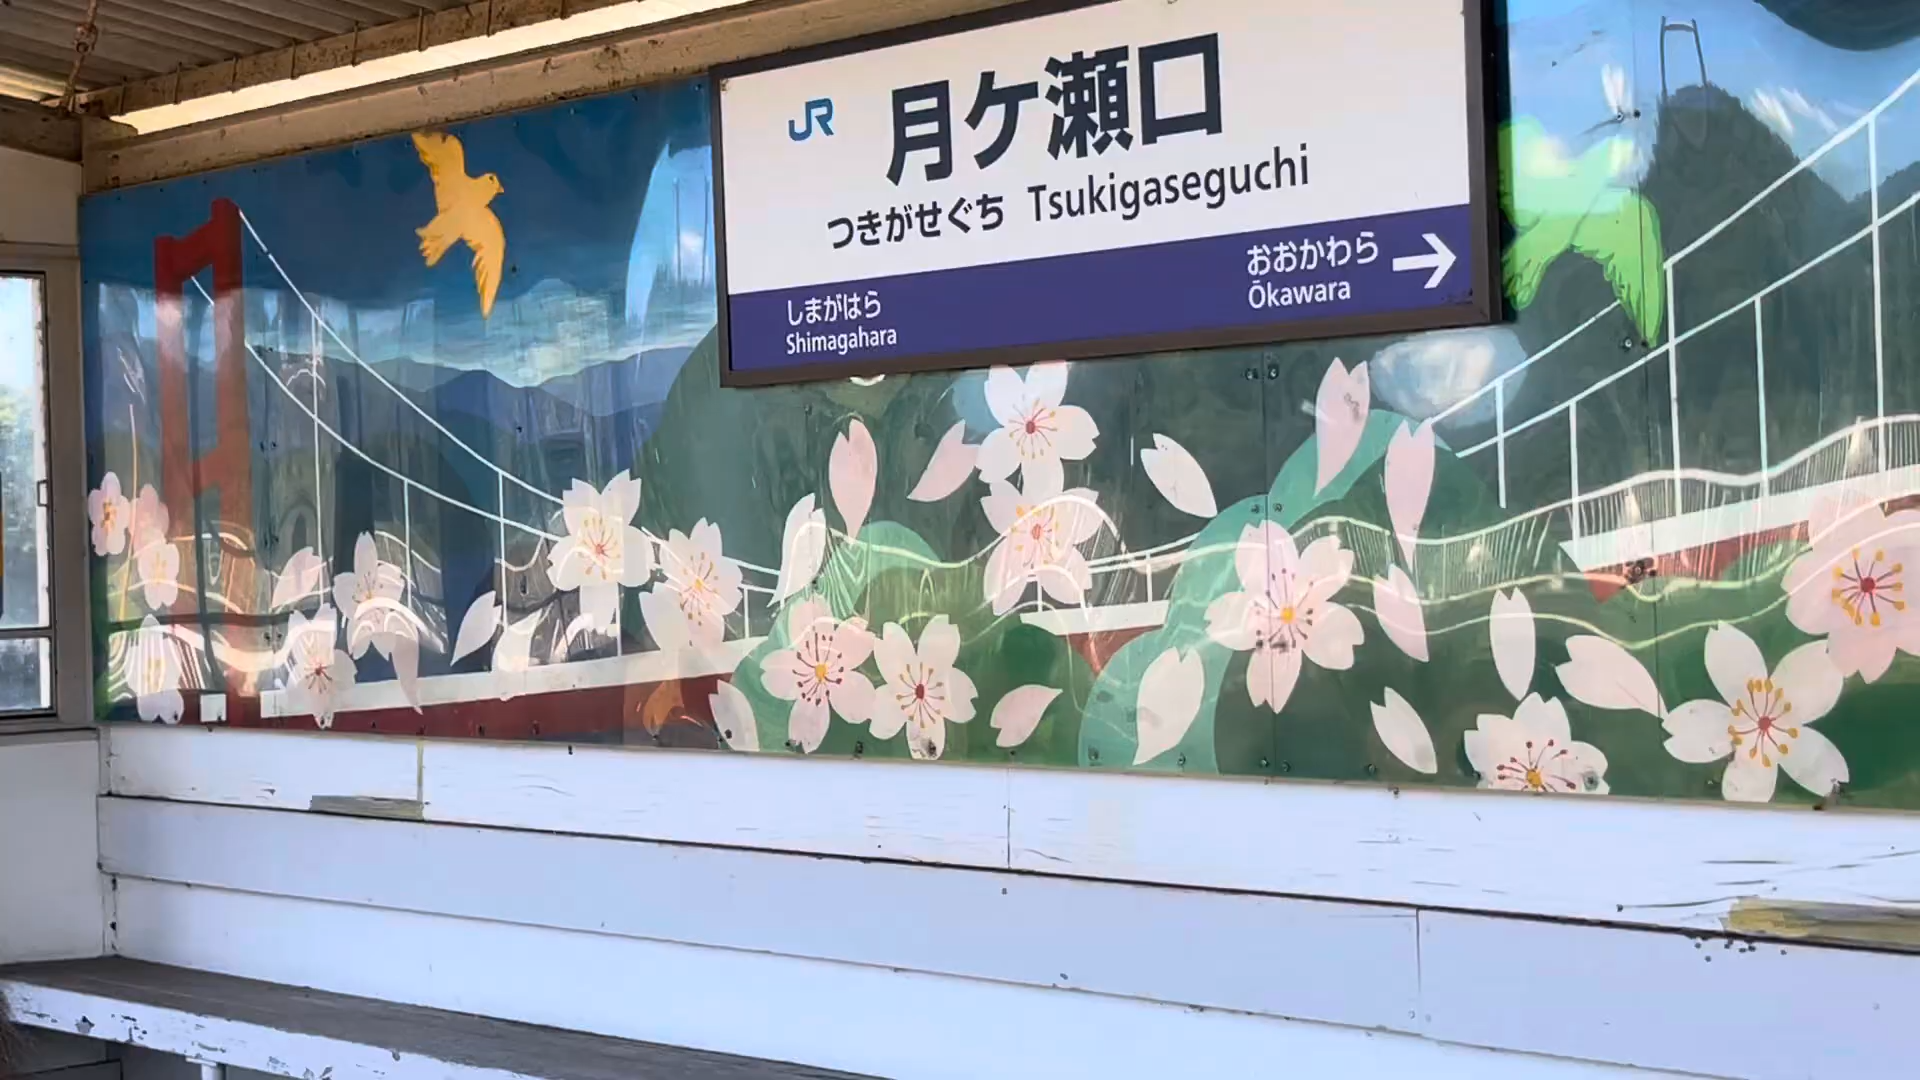 JR
月ケ瀬口
つきがせぐち Tsukigaseguchi
しまがはら
Shimagahara
おおかわら →
Ōkawara